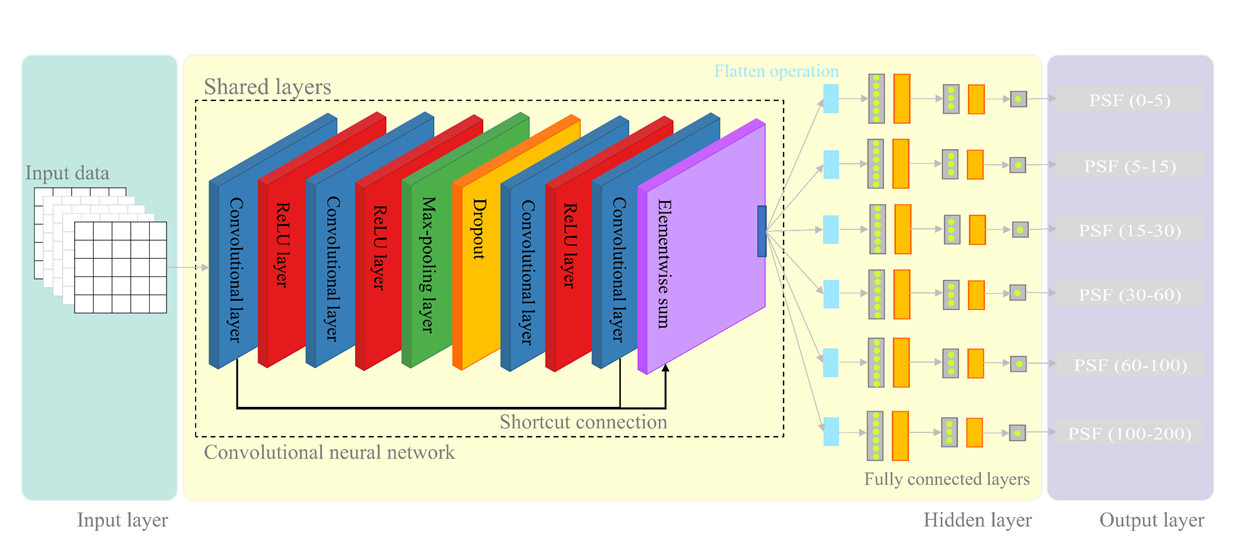 Flatten operation
Shared layers
Input data
Convolutional layer
ReLU layer
Convolutional layer
ReLU layer
Max-pooling layer
Dropout
Convolutional layer
ReLU layer
Convolutional layer
Elementwise sum
PSF (0-5)
PSF (5-15)
PSF (15-30)
PSF (30-60)
PSF (60-100)
PSF (100-200)
Shortcut connection
Convolutional neural network
Fully connected layers
Input layer
Hidden layer
Output layer